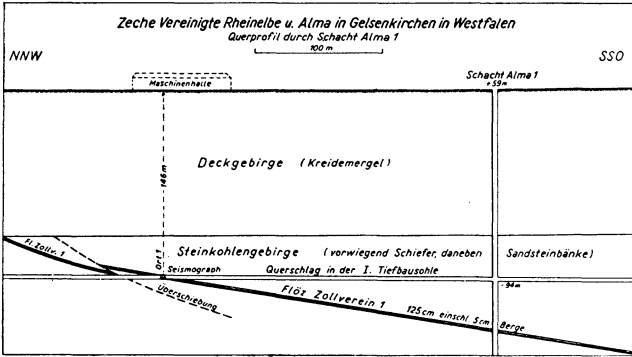 Zeche Vereinigte Rheinelbe u. Alma in Gelsenkirchen in Westfalen
Querprofil durch Schacht Alma 1
100 m
NNW
SSO
Maschinenhalle
Schacht Alma 1
+ 59m
Deckgebirge (Kreidemergel)
146 m
Fl. Zollv. 1
Ort 1
Steinkohlengebirge (vorwiegend Schiefer, daneben Sandsteinbänke)
Seismograph
Querschlag in der I. Tiefbausohle
Überschiebung
Flöz Zollverein 1
125 cm einschl. 5 cm Berge
- 94 m